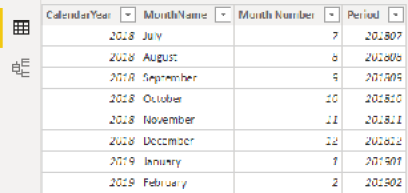 CalendarYear MonthName Month Number Period
2018 July 7 201807
2018 August 8 201808
2018 September 9 201809
2018 October 10 201810
2018 November 11 201811
2018 December 12 201812
2019 January 1 201901
2019 February 2 201902